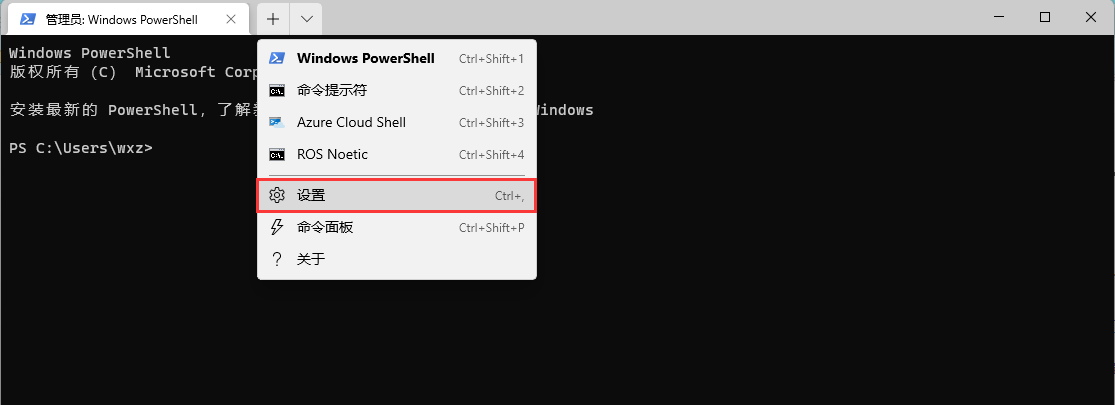 管理员: Windows PowerShell
Windows PowerShell
版权所有 (C) Microsoft Corp
安装最新的 PowerShell, 了解
Windows
PS C:\Users\wxz>
Windows PowerShell Ctrl+Shift+1
命令提示符 Ctrl+Shift+2
Azure Cloud Shell Ctrl+Shift+3
ROS Noetic Ctrl+Shift+4
设置 Ctrl+,
命令面板 Ctrl+Shift+P
关于